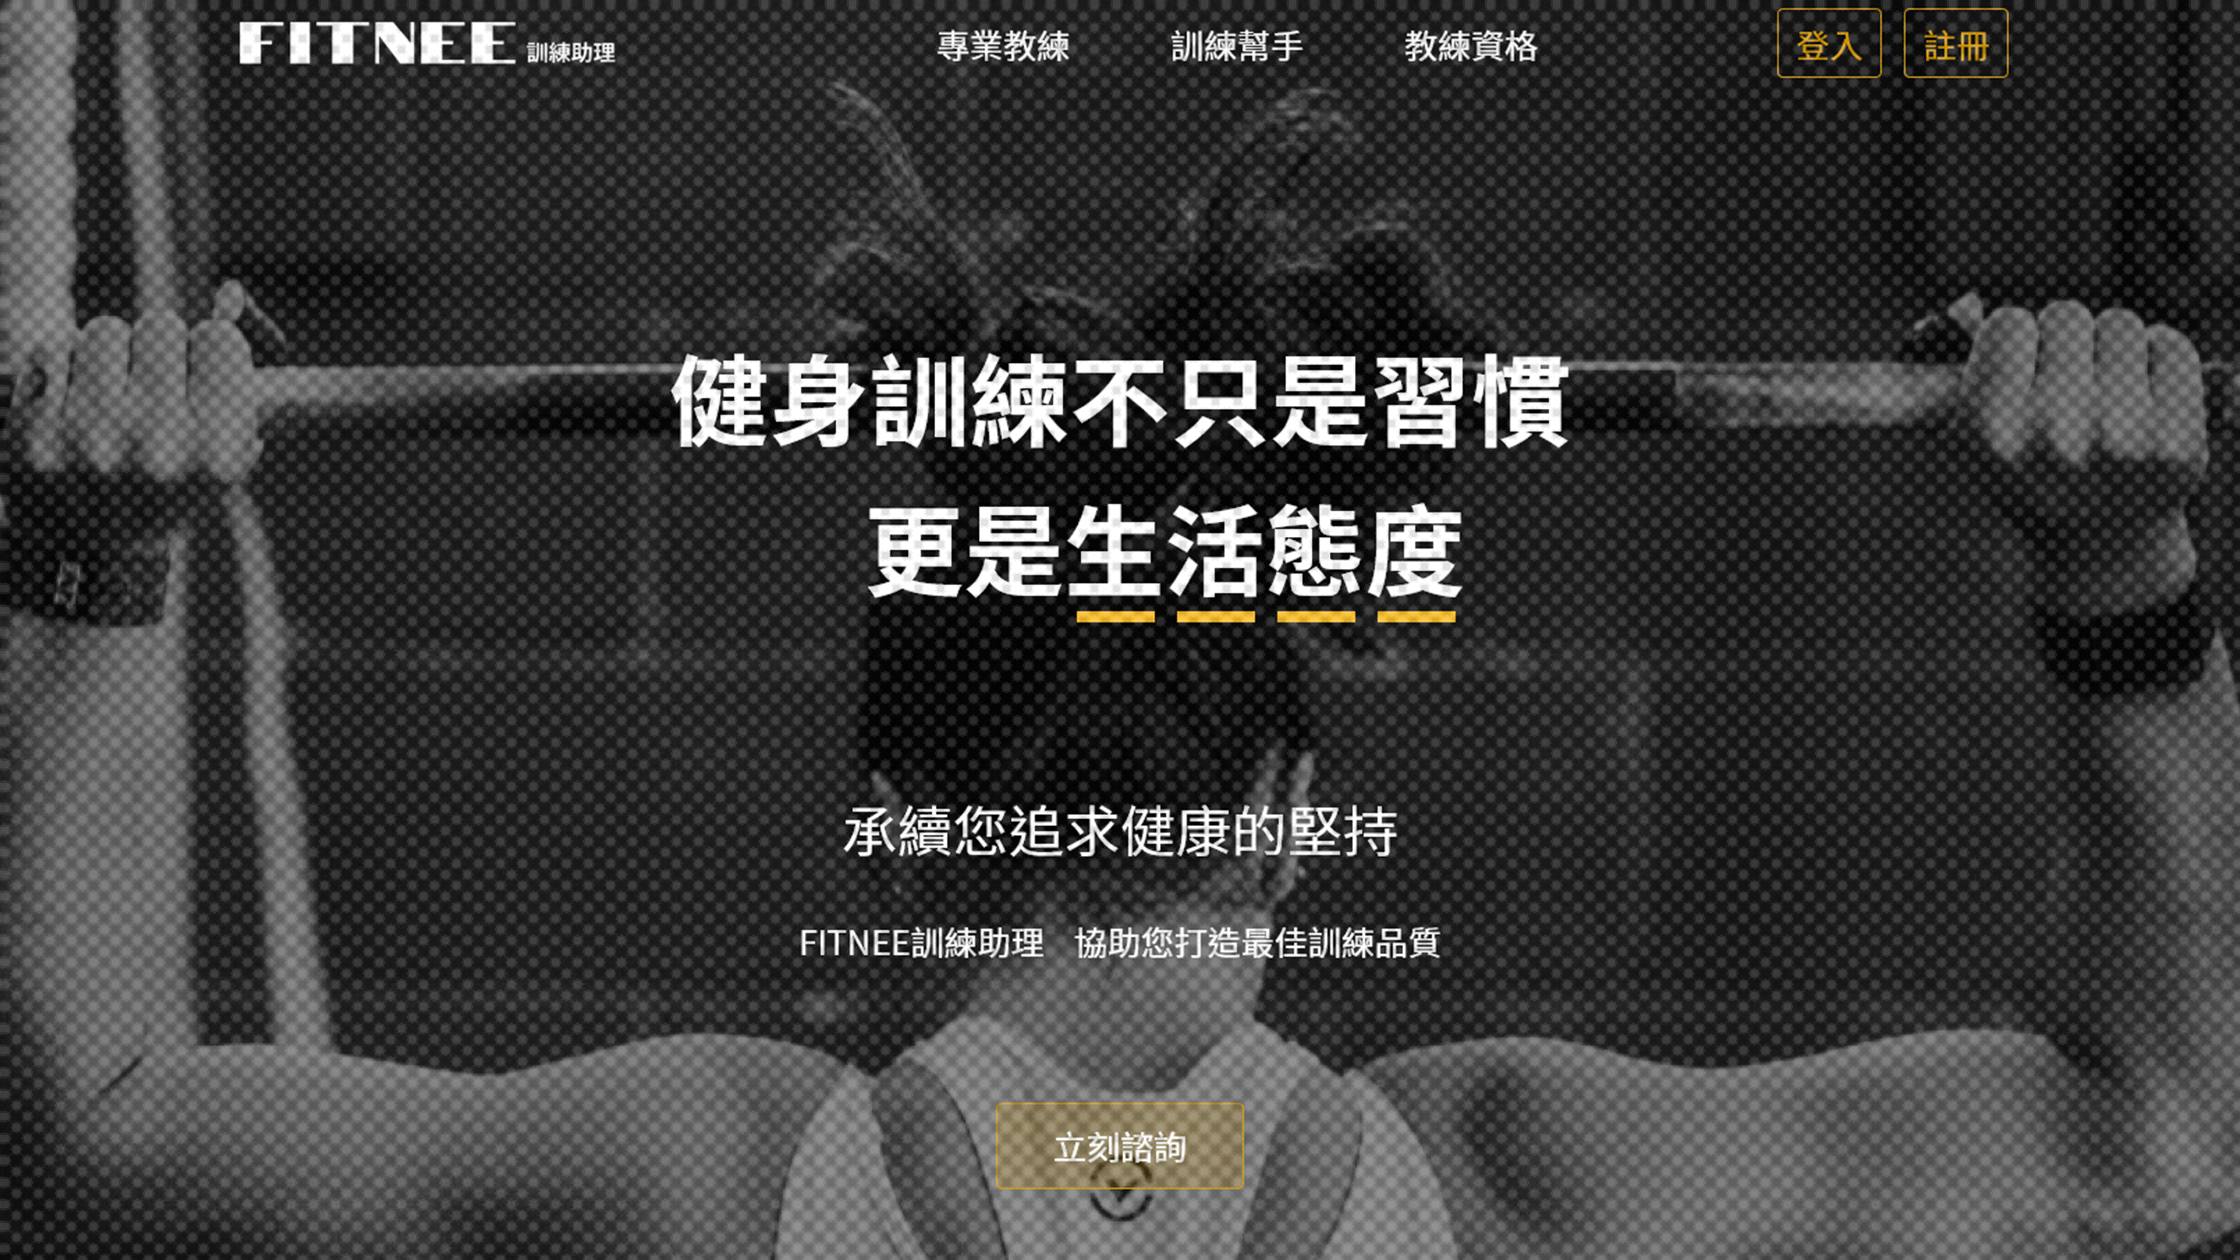 FITNEE 訓練助理
專業教練 訓練幫手 教練資格
登入 註冊
健身訓練不只是習慣
更是生活態度
承續您追求健康的堅持
FITNEE訓練助理 協助您打造最佳訓練品質
立刻諮詢